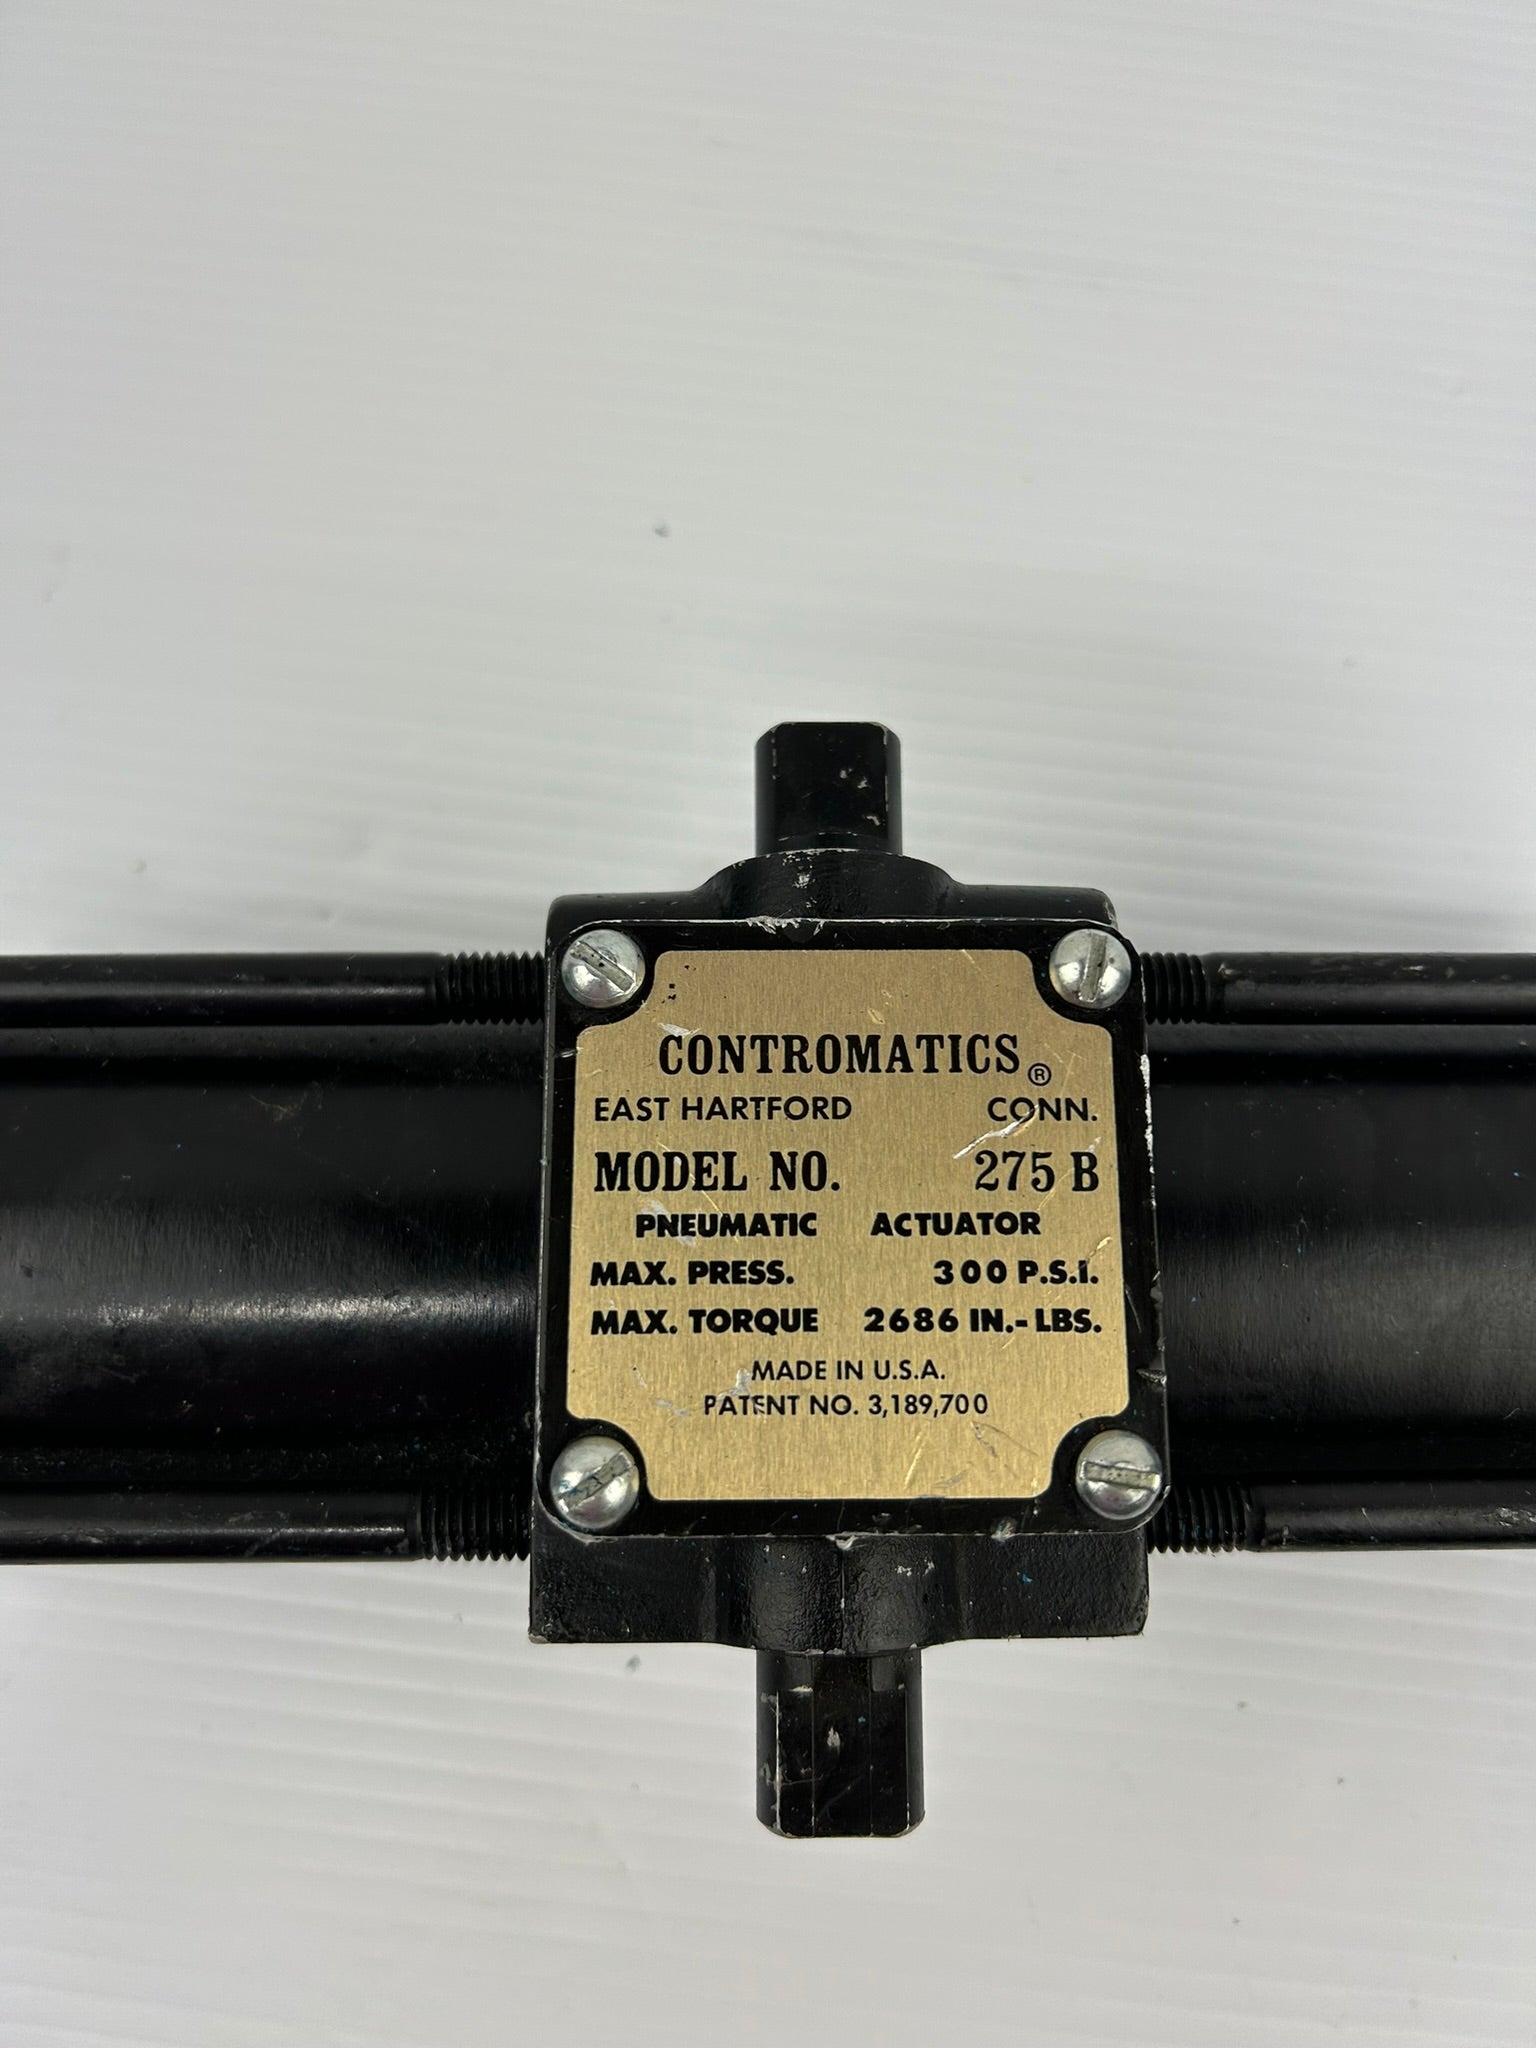 CONTROMATICS®
EAST HARTFORD CONN.
MODEL NO. 275 B
PNEUMATIC ACTUATOR
MAX. PRESS. 300 P.S.I.
MAX. TORQUE 2686 IN.-LBS.
MADE IN U.S.A.
PATENT NO. 3,189,700